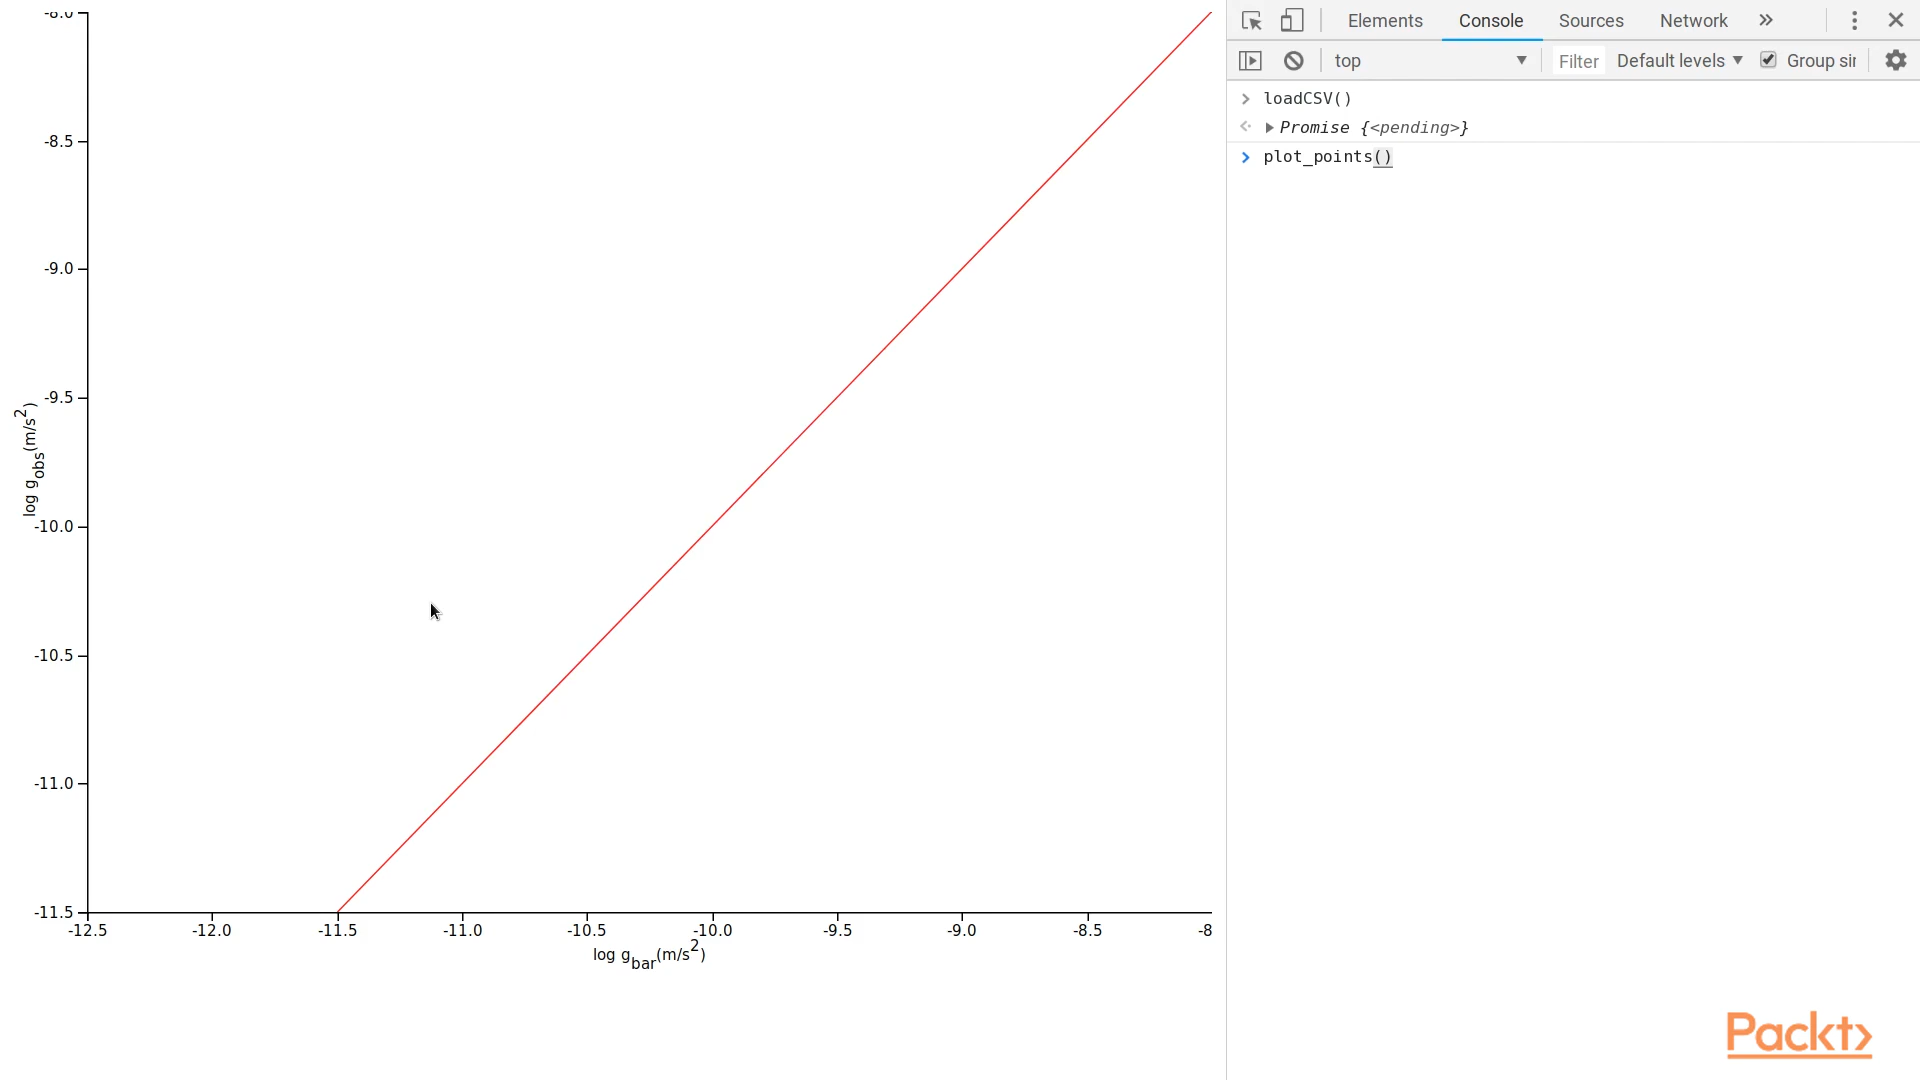 -8.0
-8.5
-9.0
-9.5
-10.0
-10.5
-11.0
-11.5
log gobs(m/s2)
-12.5 -12.0 -11.5 -11.0 -10.5 -10.0 -9.5 -9.0 -8.5 -8
log gbar(m/s2)
Elements Console Sources Network
top Filter Default levels Group sir
loadCSV()
Promise {<pending>}
plot_points()
Packt